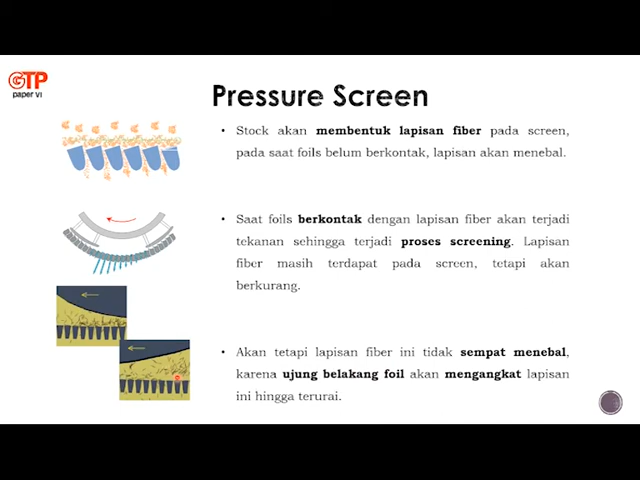 GTP
paper VI
Pressure Screen
• Stock akan membentuk lapisan fiber pada screen,
pada saat foils belum berkontak, lapisan akan menebal.
• Saat foils berkontak dengan lapisan fiber akan terjadi
tekanan sehingga terjadi proses screening. Lapisan
fiber masih terdapat pada screen, tetapi akan
berkurang.
• Akan tetapi lapisan fiber ini tidak sempat menebal,
karena ujung belakang foil akan mengangkat lapisan
ini hingga terurai.